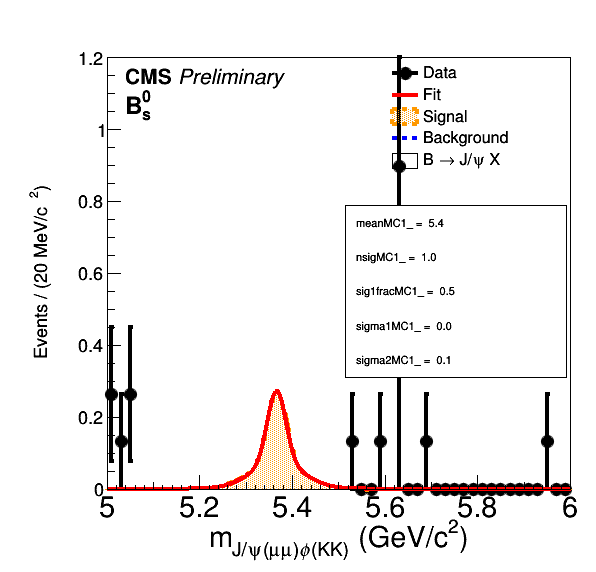 CMS Preliminary
B⁰ₛ
Data
Fit
Signal
Background
B → J/ψ X
meanMC1_ = 5.4
nsigMC1_ = 1.0
sig1fracMC1_ = 0.5
sigma1MC1_ = 0.0
sigma2MC1_ = 0.1
Events / (20 MeV/c ²)
1.2
1
0.8
0.6
0.4
0.2
0
5 5.2 5.4 5.6 5.8 6
m_J/ψ(μμ)φ(KK) (GeV/c²)